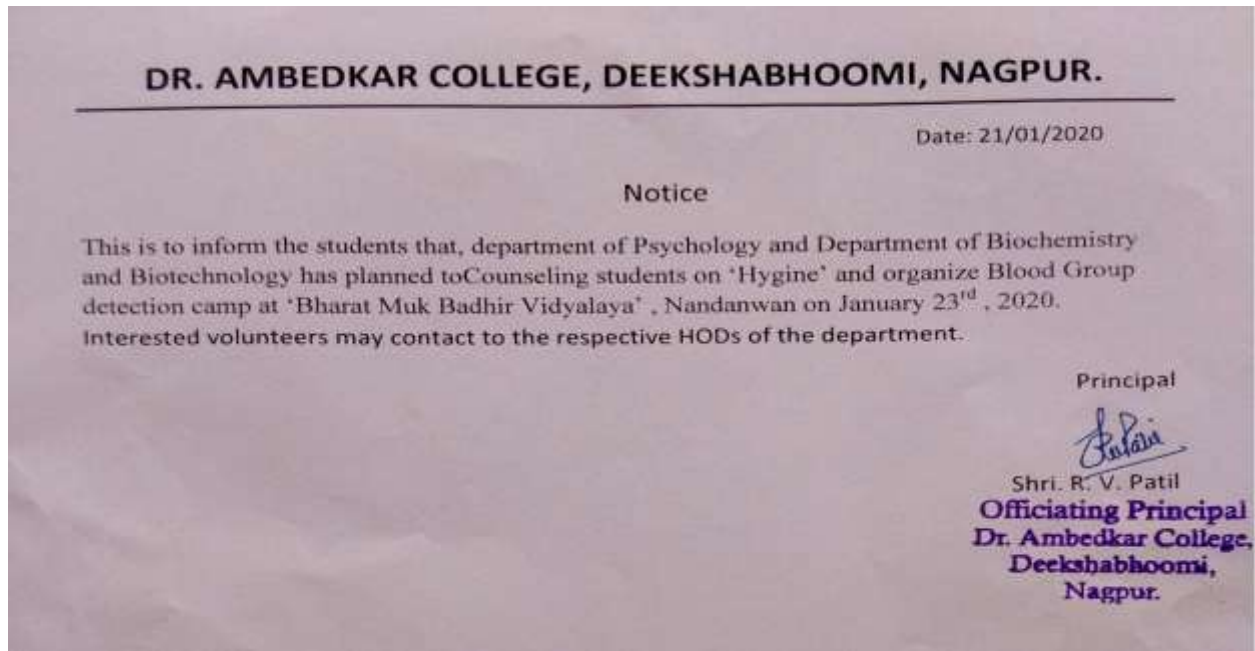 DR. AMBEDKAR COLLEGE, DEEKSHABHOOMI, NAGPUR.
Date: 21/01/2020
Notice
This is to inform the students that, department of Psychology and Department of Biochemistry
and Biotechnology has planned toCounseling students on ‘Hygine’ and organize Blood Group
detection camp at ‘Bharat Muk Badhir Vidyalaya’ , Nandanwan on January 23rd , 2020.
Interested volunteers may contact to the respective HODs of the department.
Principal
Shri. R. V. Patil
Officiating Principal
Dr. Ambedkar College,
Deekshabhoomi,
Nagpur.